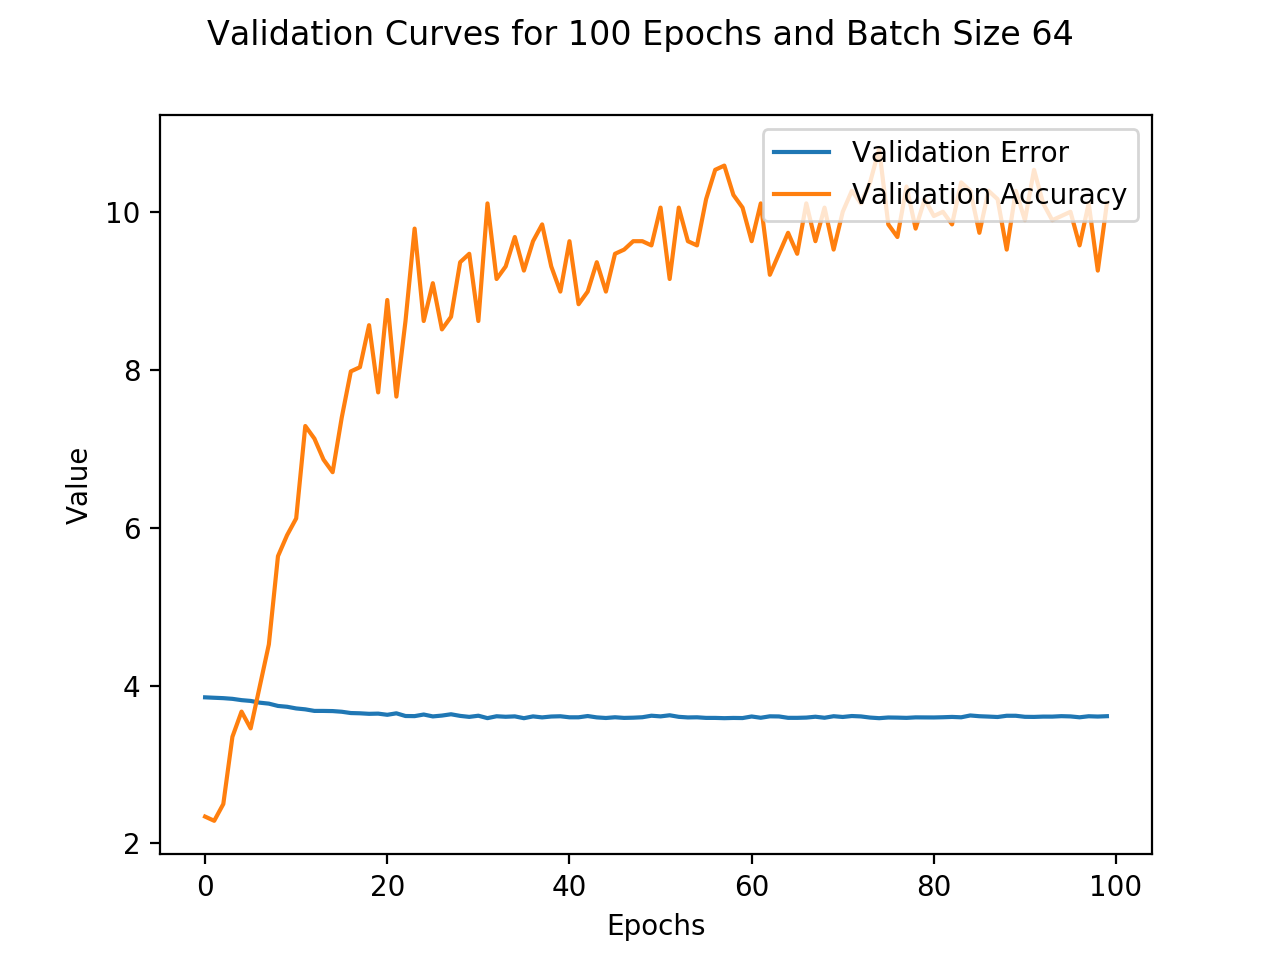 Validation Curves for 100 Epochs and Batch Size 64
Validation Error
Validation Accuracy
10
8
6
4
2
Value
0 20 40 60 80 100
Epochs